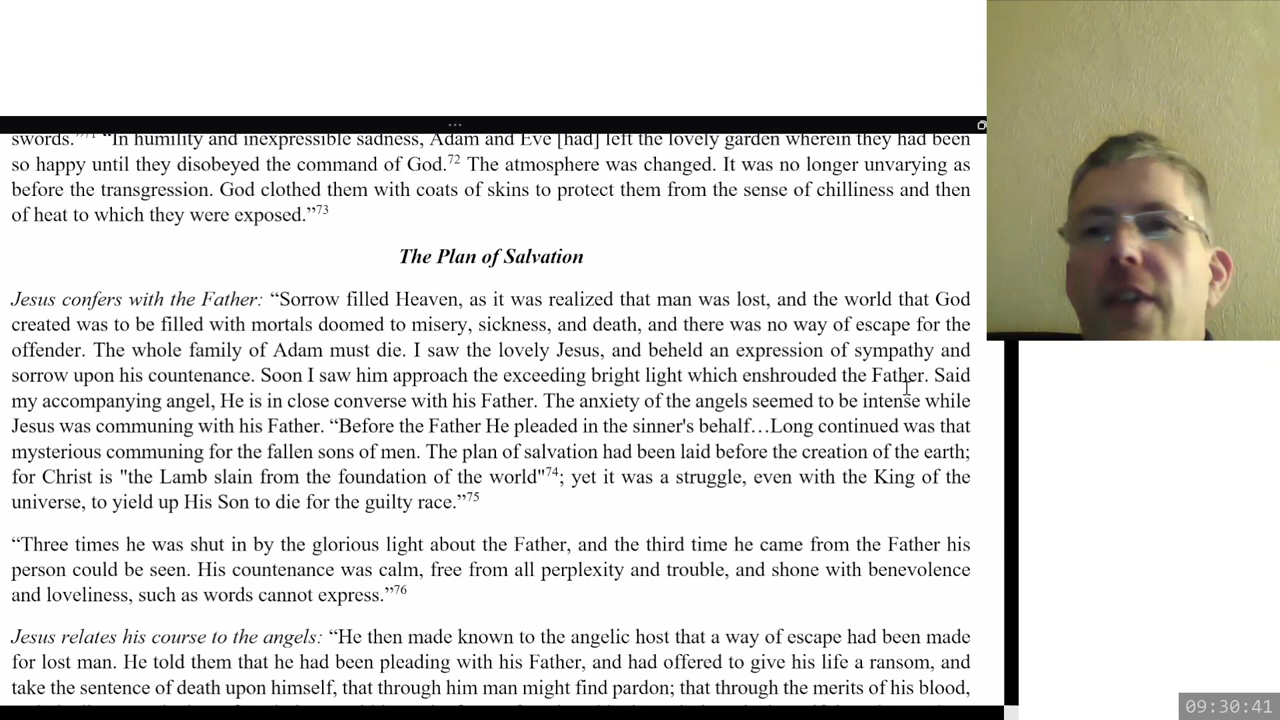 swords.”71 “In humility and inexpressible sadness, Adam and Eve [had] left the lovely garden wherein they had been
so happy until they disobeyed the command of God.72 The atmosphere was changed. It was no longer unvarying as
before the transgression. God clothed them with coats of skins to protect them from the sense of chilliness and then
of heat to which they were exposed.”73
The Plan of Salvation
Jesus confers with the Father: “Sorrow filled Heaven, as it was realized that man was lost, and the world that God
created was to be filled with mortals doomed to misery, sickness, and death, and there was no way of escape for the
offender. The whole family of Adam must die. I saw the lovely Jesus, and beheld an expression of sympathy and
sorrow upon his countenance. Soon I saw him approach the exceeding bright light which enshrouded the Father. Said
my accompanying angel, He is in close converse with his Father. The anxiety of the angels seemed to be intense while
Jesus was communing with his Father. “Before the Father He pleaded in the sinner's behalf…Long continued was that
mysterious communing for the fallen sons of men. The plan of salvation had been laid before the creation of the earth;
for Christ is "the Lamb slain from the foundation of the world"74; yet it was a struggle, even with the King of the
universe, to yield up His Son to die for the guilty race.”75
“Three times he was shut in by the glorious light about the Father, and the third time he came from the Father his
person could be seen. His countenance was calm, free from all perplexity and trouble, and shone with benevolence
and loveliness, such as words cannot express.”76
Jesus relates his course to the angels: “He then made known to the angelic host that a way of escape had been made
for lost man. He told them that he had been pleading with his Father, and had offered to give his life a ransom, and
take the sentence of death upon himself, that through him man might find pardon; that through the merits of his blood,
09:30:41